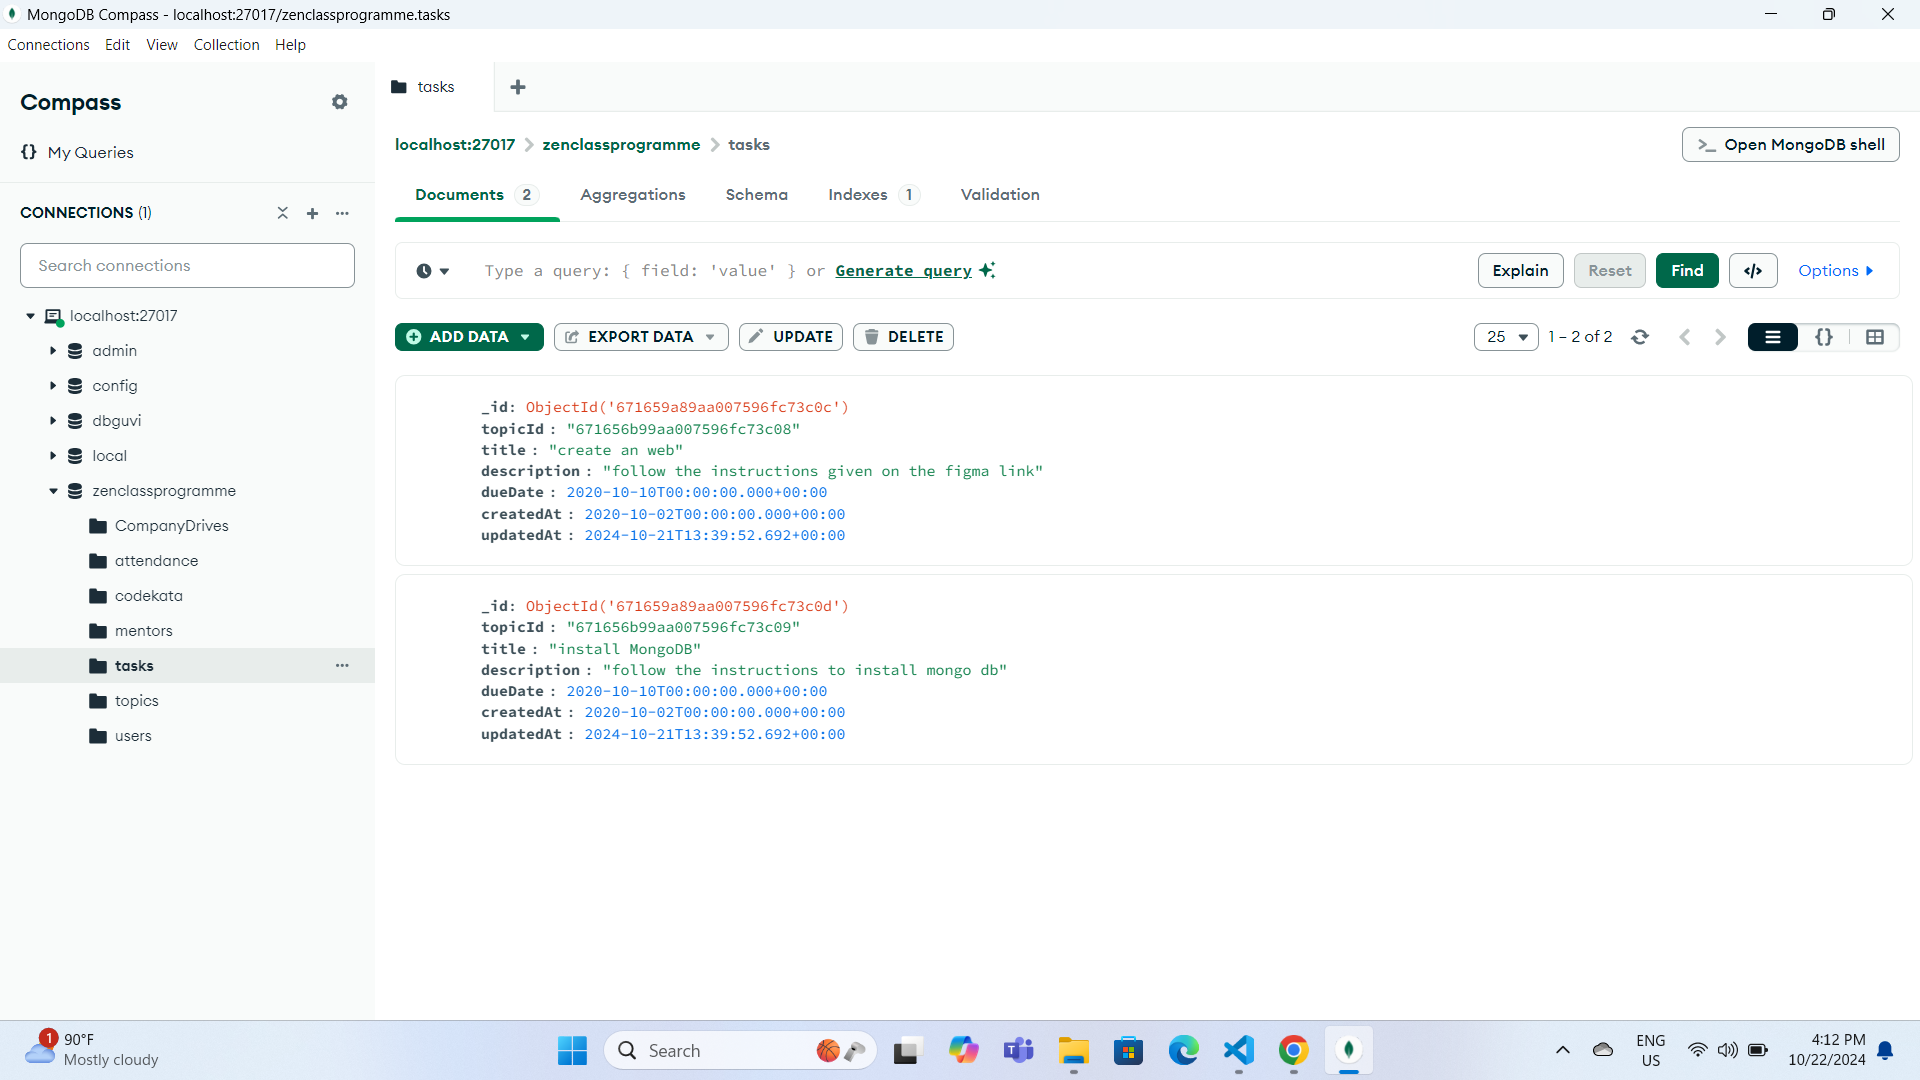 MongoDB Compass - localhost:27017/zenclassprogramme.tasks
Connections Edit View Collection Help
Compass
{} My Queries
CONNECTIONS (1)
Search connections
localhost:27017
admin
config
dbguvi
local
zenclassprogramme
CompanyDrives
attendance
codekata
mentors
tasks
topics
users
tasks
localhost:27017 > zenclassprogramme > tasks
>_ Open MongoDB shell
Documents 2 Aggregations Schema Indexes 1 Validation
Type a query: { field: 'value' } or Generate query
Explain Reset Find </> Options
ADD DATA EXPORT DATA UPDATE DELETE
25 1 – 2 of 2 {}
_id: ObjectId('671659a89aa007596fc73c0c')
topicId : "671656b99aa007596fc73c08"
title : "create an web"
description : "follow the instructions given on the figma link"
dueDate : 2020-10-10T00:00:00.000+00:00
createdAt : 2020-10-02T00:00:00.000+00:00
updatedAt : 2024-10-21T13:39:52.692+00:00
_id: ObjectId('671659a89aa007596fc73c0d')
topicId : "671656b99aa007596fc73c09"
title : "install MongoDB"
description : "follow the instructions to install mongo db"
dueDate : 2020-10-10T00:00:00.000+00:00
createdAt : 2020-10-02T00:00:00.000+00:00
updatedAt : 2024-10-21T13:39:52.692+00:00
1
90°F
Mostly cloudy
Search
ENG
US
4:12 PM
10/22/2024